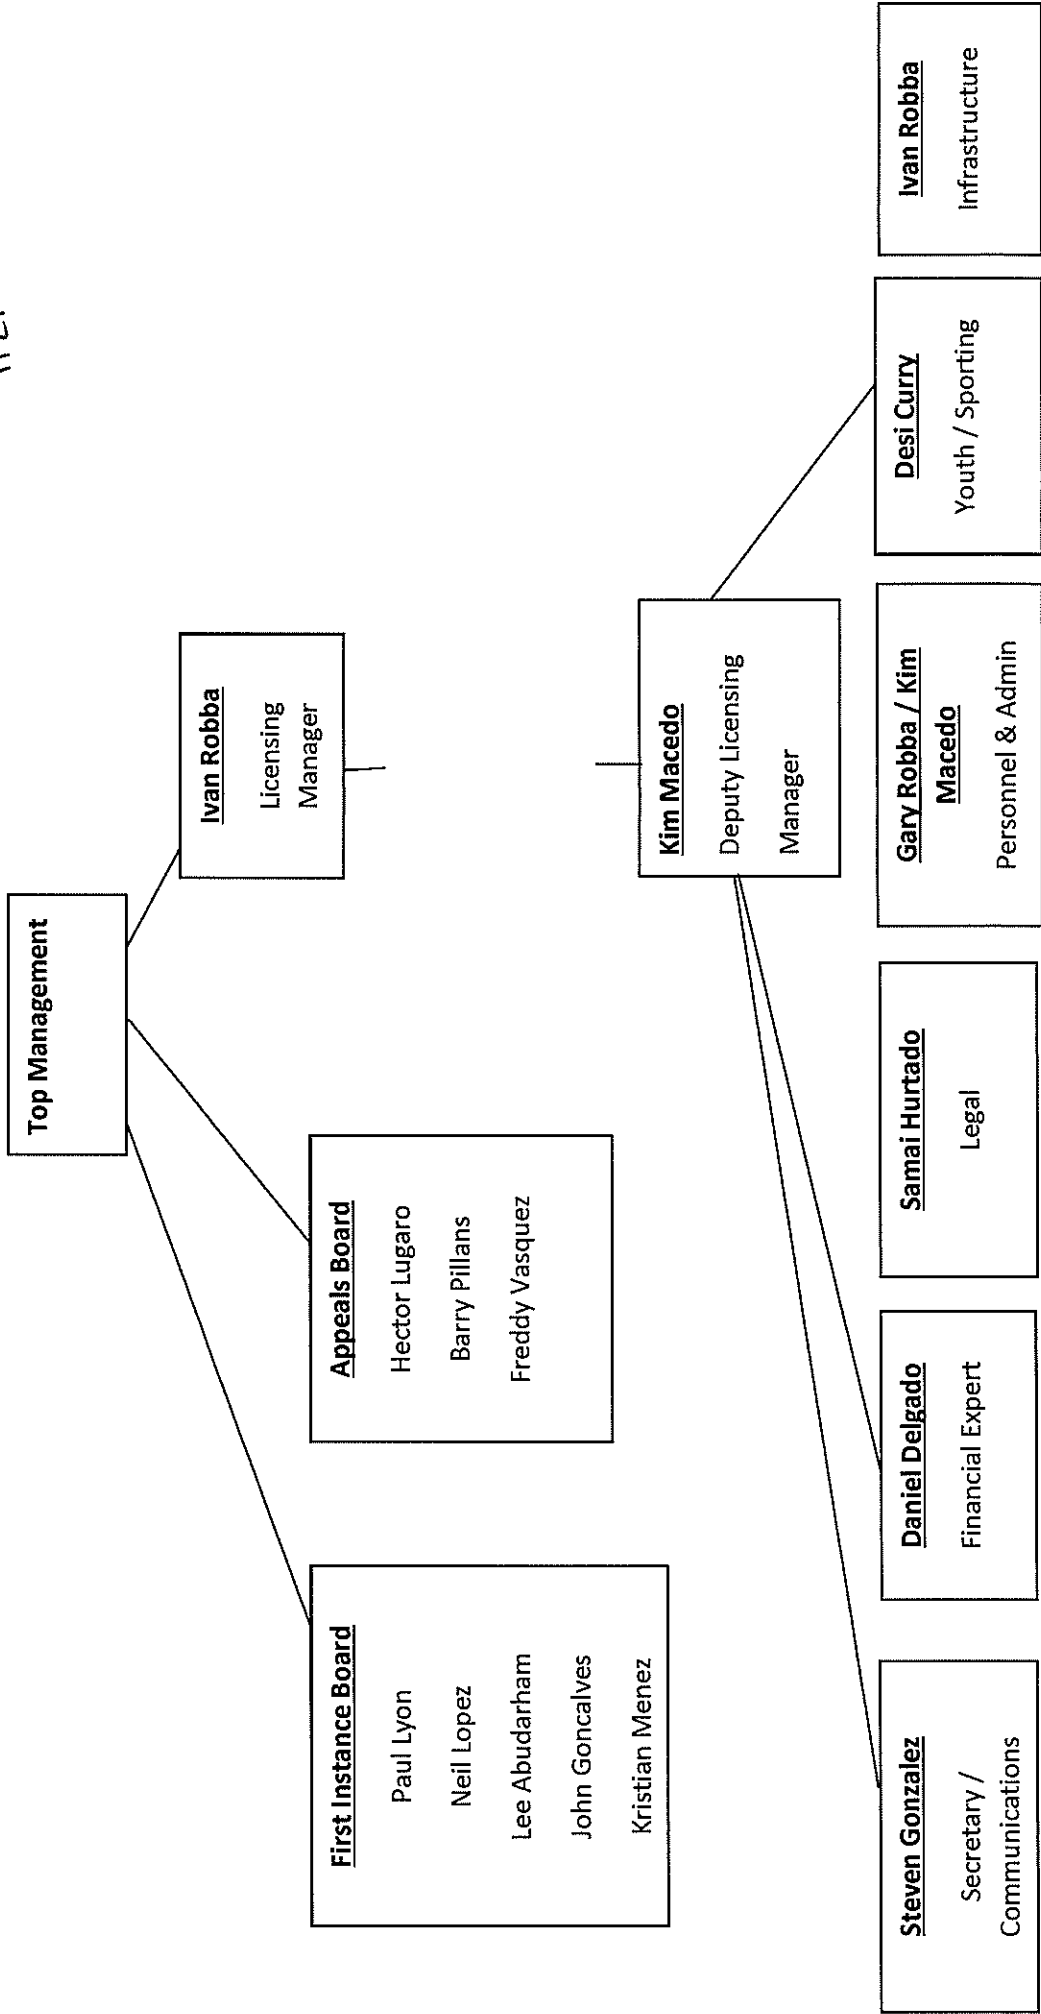 Top Management
Ivan Robba
Licensing
Manager
First Instance Board
Paul Lyon
Neil Lopez
Lee Abudarham
John Goncalves
Kristian Menez
Appeals Board
Hector Lugaro
Barry Pillans
Freddy Vasquez
Kim Macedo
Deputy Licensing
Manager
Steven Gonzalez
Secretary /
Communications
Daniel Delgado
Financial Expert
Samai Hurtado
Legal
Gary Robba / Kim
Macedo
Personnel & Admin
Desi Curry
Youth / Sporting
Ivan Robba
Infrastructure